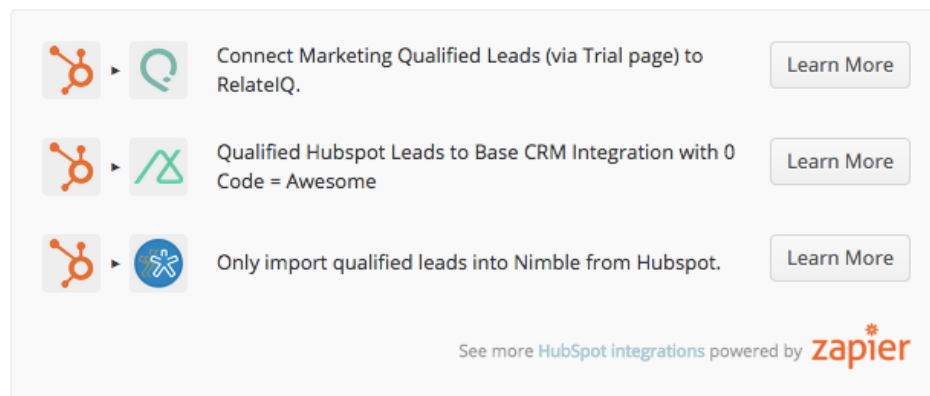 Connect Marketing Qualified Leads (via Trial page) to
RelateIQ.
Learn More
Qualified Hubspot Leads to Base CRM Integration with 0
Code = Awesome
Learn More
Only import qualified leads into Nimble from Hubspot.
Learn More
See more HubSpot integrations powered by zapier